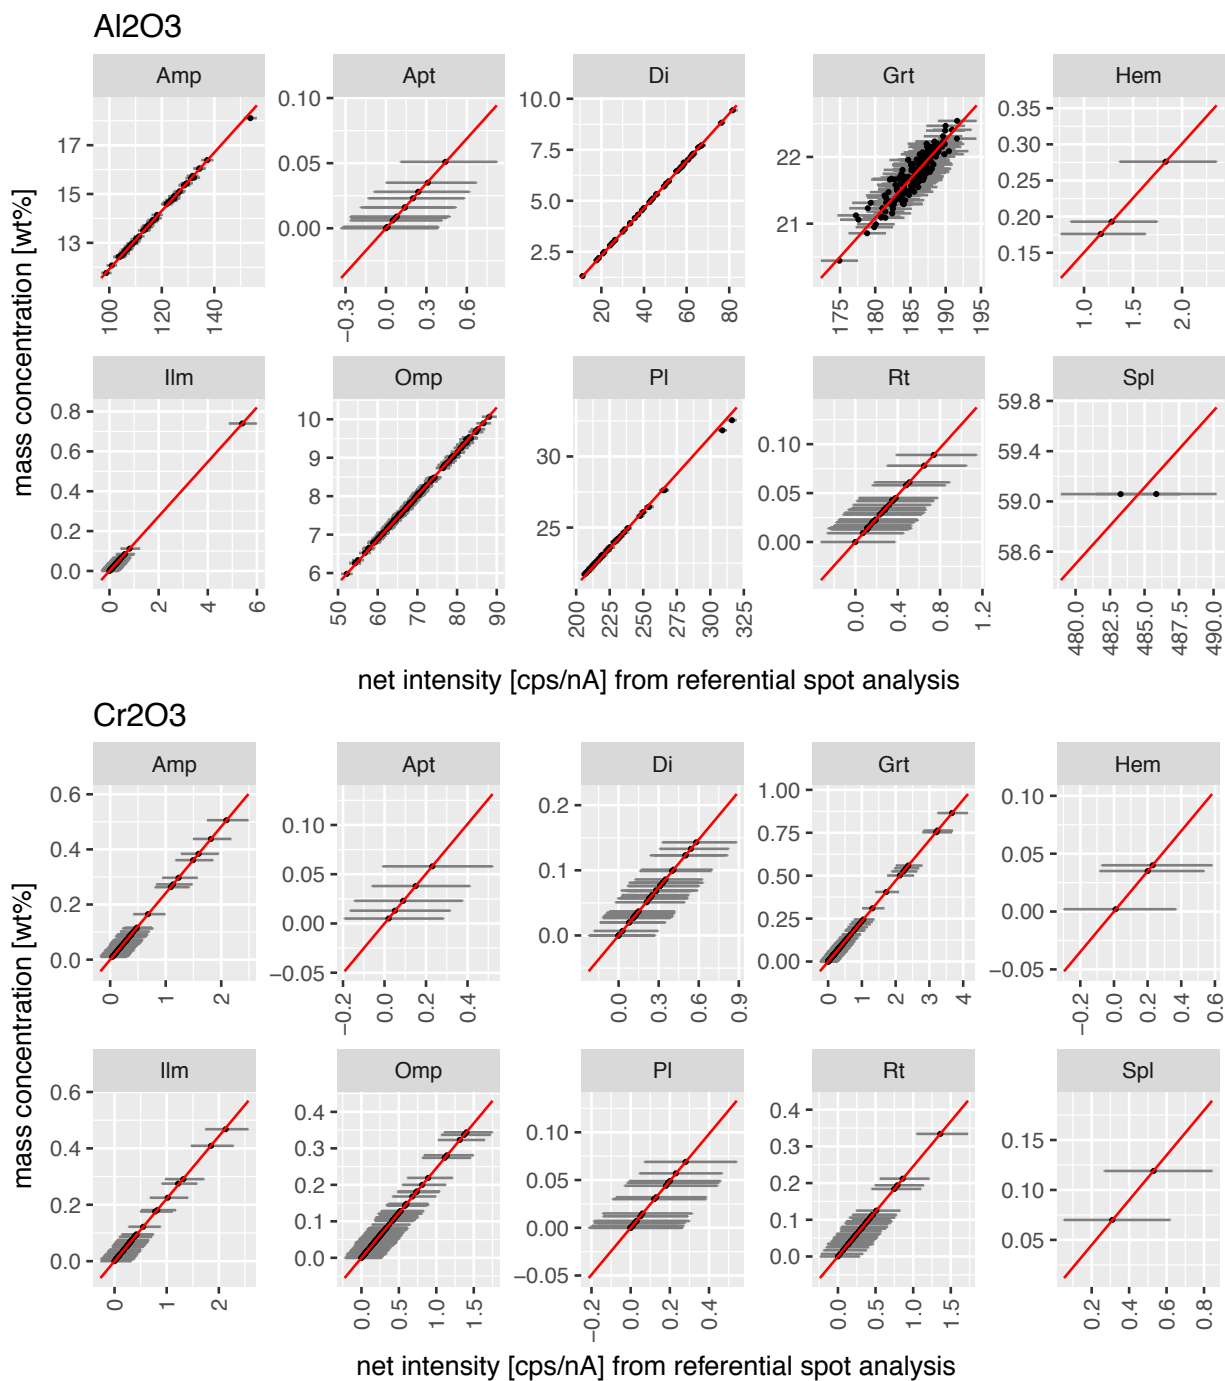 Al2O3
Amp Apt Di Grt Hem
17 15 13
0.10 0.05 0.00
10.0 7.5 5.0 2.5
22 21
0.35 0.30 0.25 0.20 0.15
100 120 140
−0.3 0.0 0.3 0.6
20 40 60 80
175 180 185 190 195
1.0 1.5 2.0
mass concentration [wt%]
Ilm Omp Pl Rt Spl
0.8 0.6 0.4 0.2 0.0
10 9 8 7 6
30 25
0.10 0.05 0.00
59.8 59.4 59.0 58.6
0 2 4 6
50 60 70 80 90
200 225 250 275 300 325
0.0 0.4 0.8 1.2
480.0 482.5 485.0 487.5 490.0
net intensity [cps/nA] from referential spot analysis
Cr2O3
Amp Apt Di Grt Hem
0.6 0.4 0.2 0.0
0.10 0.05 0.00 −0.05
0.2 0.1 0.0
1.00 0.75 0.50 0.25 0.00
0.10 0.05 0.00 −0.05
0 1 2
−0.2 0.0 0.2 0.4
0.0 0.3 0.6 0.9
0 1 2 3 4
−0.2 0.0 0.2 0.4 0.6
mass concentration [wt%]
Ilm Omp Pl Rt Spl
0.6 0.4 0.2 0.0
0.4 0.3 0.2 0.1 0.0
0.10 0.05 0.00 −0.05
0.4 0.3 0.2 0.1 0.0
0.15 0.10 0.05
0 1 2
0.0 0.5 1.0 1.5
−0.2 0.0 0.2 0.4
0.0 0.5 1.0 1.5
0.2 0.4 0.6 0.8
net intensity [cps/nA] from referential spot analysis